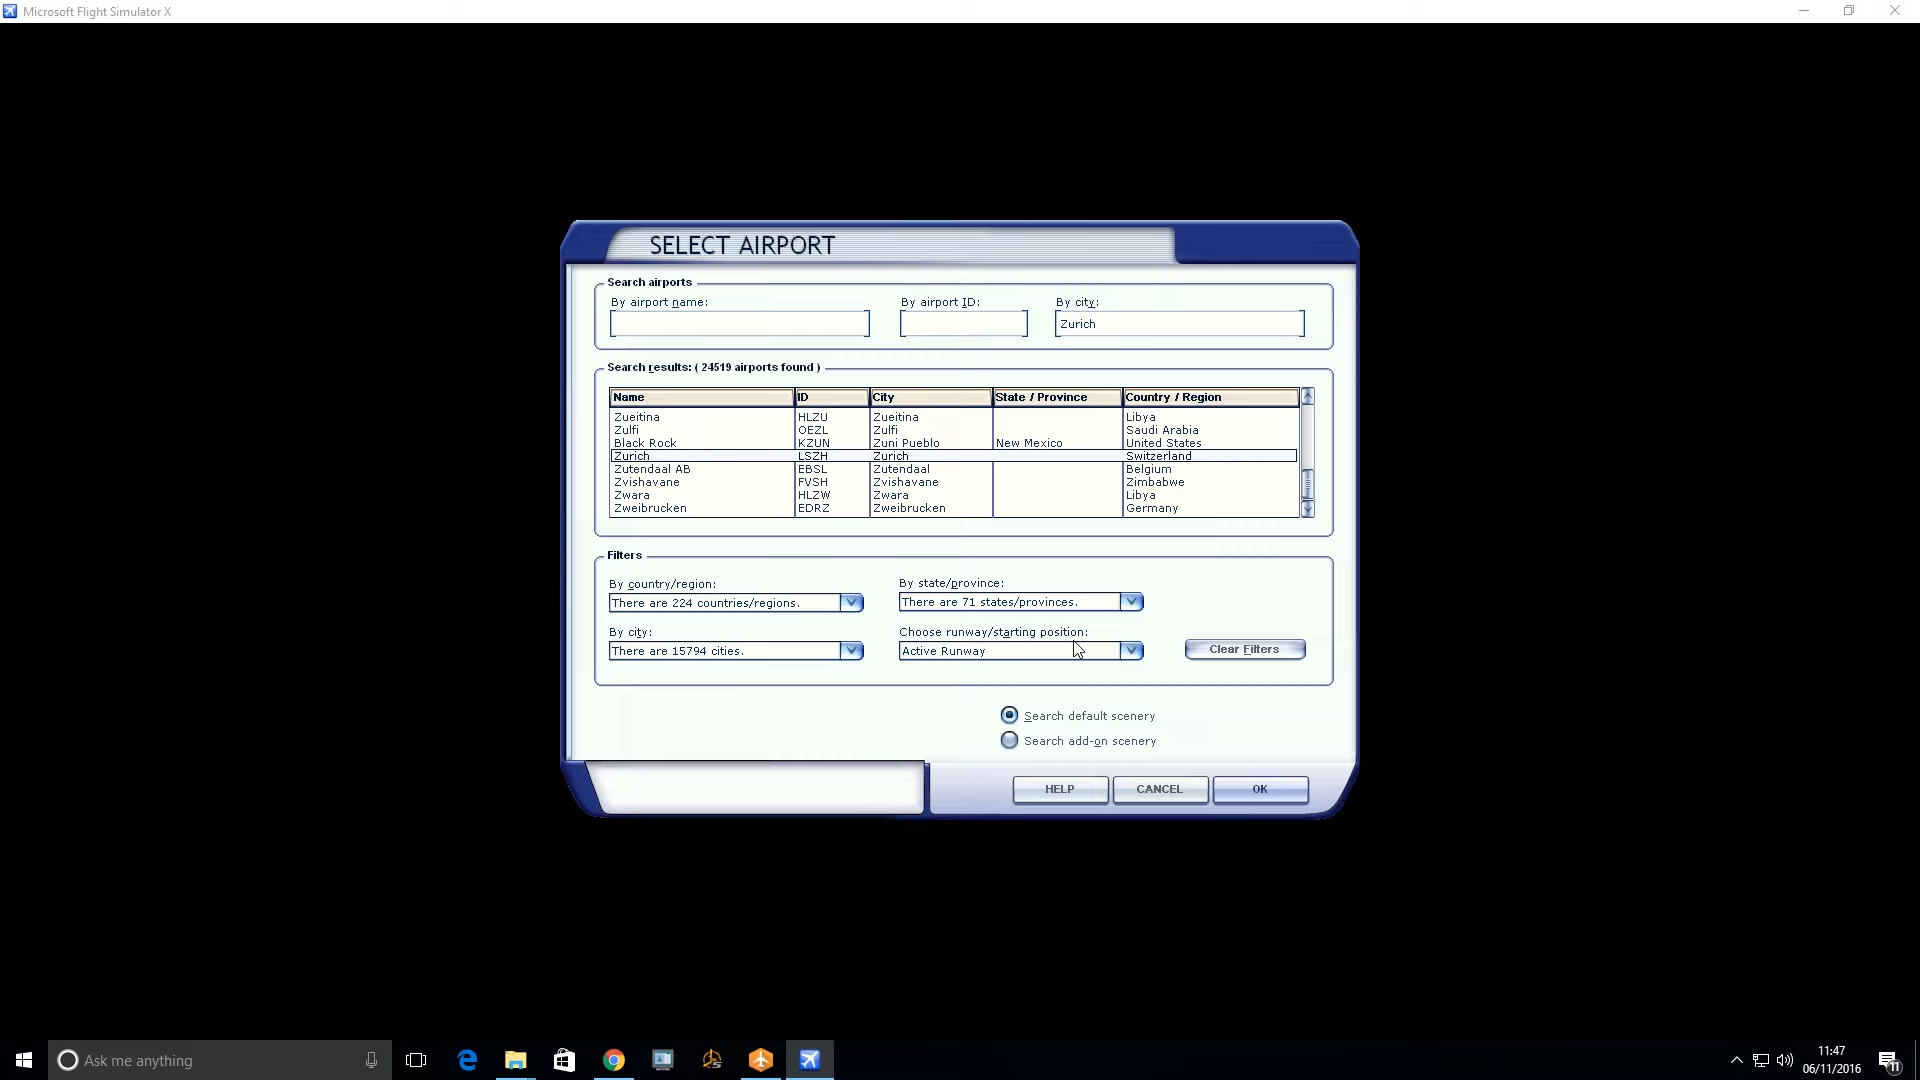 Microsoft Flight Simulator X
SELECT AIRPORT
Search airports
By airport name:
By airport ID:
By city:
Zurich
Search results: ( 24519 airports found )
Name ID City State / Province Country / Region
Zueitina HLZU Zueitina Libya
Zulfi OEZL Zulfi Saudi Arabia
Black Rock KZUN Zuni Pueblo New Mexico United States
Zurich LSZH Zurich Switzerland
Zutendaal AB EBSL Zutendaal Belgium
Zvishavane FVSH Zvishavane Zimbabwe
Zwara HLZW Zwara Libya
Zweibrucken EDRZ Zweibrucken Germany
Filters
By country/region:
There are 224 countries/regions.
By state/province:
There are 71 states/provinces.
By city:
There are 15794 cities.
Choose runway/starting position:
Active Runway
Clear Filters
Search default scenery
Search add-on scenery
HELP CANCEL OK
Ask me anything
11:47
06/11/2016
11